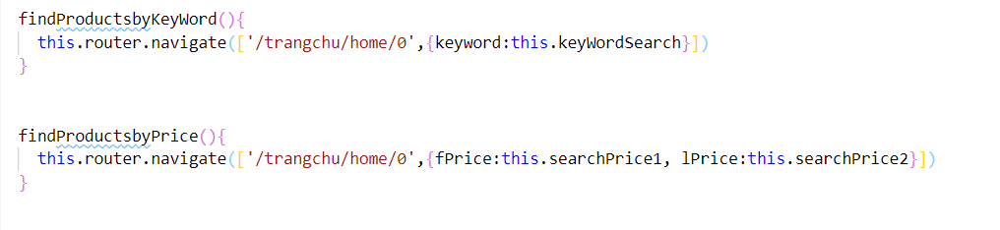 findProductsbyKeyWord(){
this.router.navigate(['/trangchu/home/0',{keyword:this.keyWordSearch}])
}
findProductsbyPrice(){
this.router.navigate(['/trangchu/home/0',{fPrice:this.searchPrice1, lPrice:this.searchPrice2}])
}